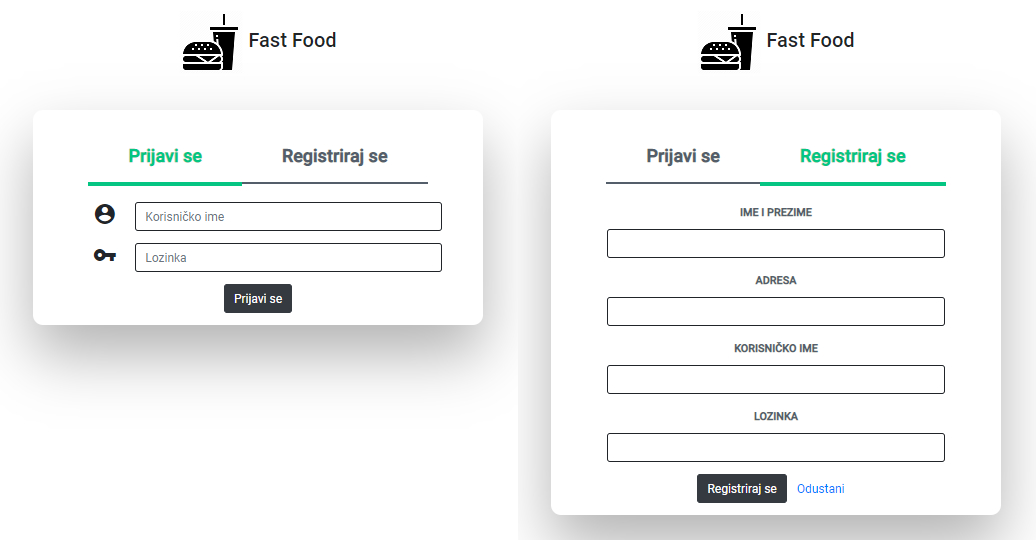 Fast Food
Prijavi se Registriraj se
Korisničko ime
Lozinka
Prijavi se
Fast Food
Prijavi se Registriraj se
IME I PREZIME
ADRESA
KORISNIČKO IME
LOZINKA
Registriraj se Odustani